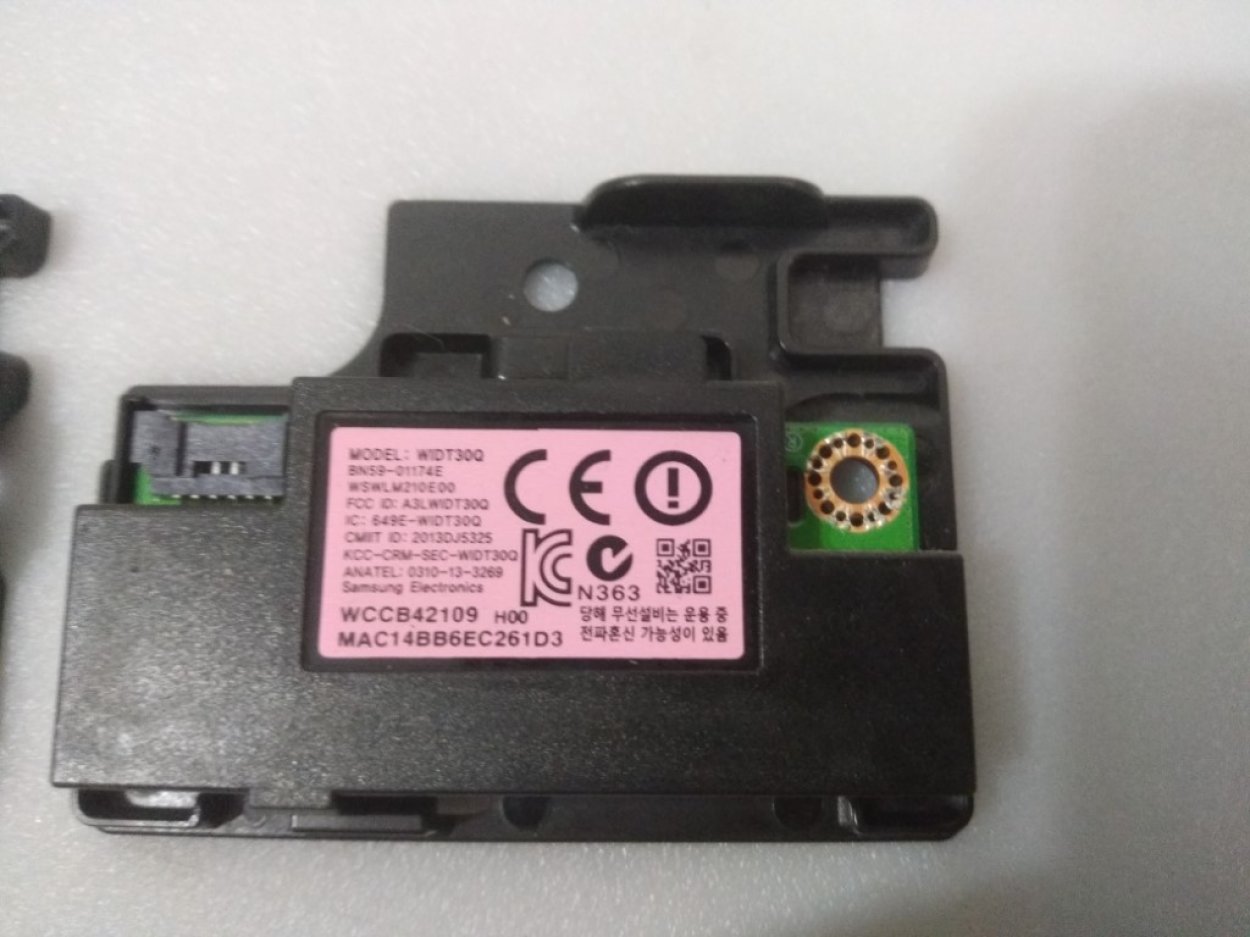 MODEL: WIDT30Q
BN59-01174E
WSWLM210E00
FCC ID: A3LWIDT30Q
IC: 649E-WIDT30Q
CMIIT ID: 2013DJ5325
KCC-CRM-SEC-WIDT30Q
ANATEL: 0310-13-3269
Samsung Electronics
WCCB42109 H00
MAC14BB6EC261D3
CE
KC
N363
당해 무선설비는 운용 중
전파혼신 가능성이 있음